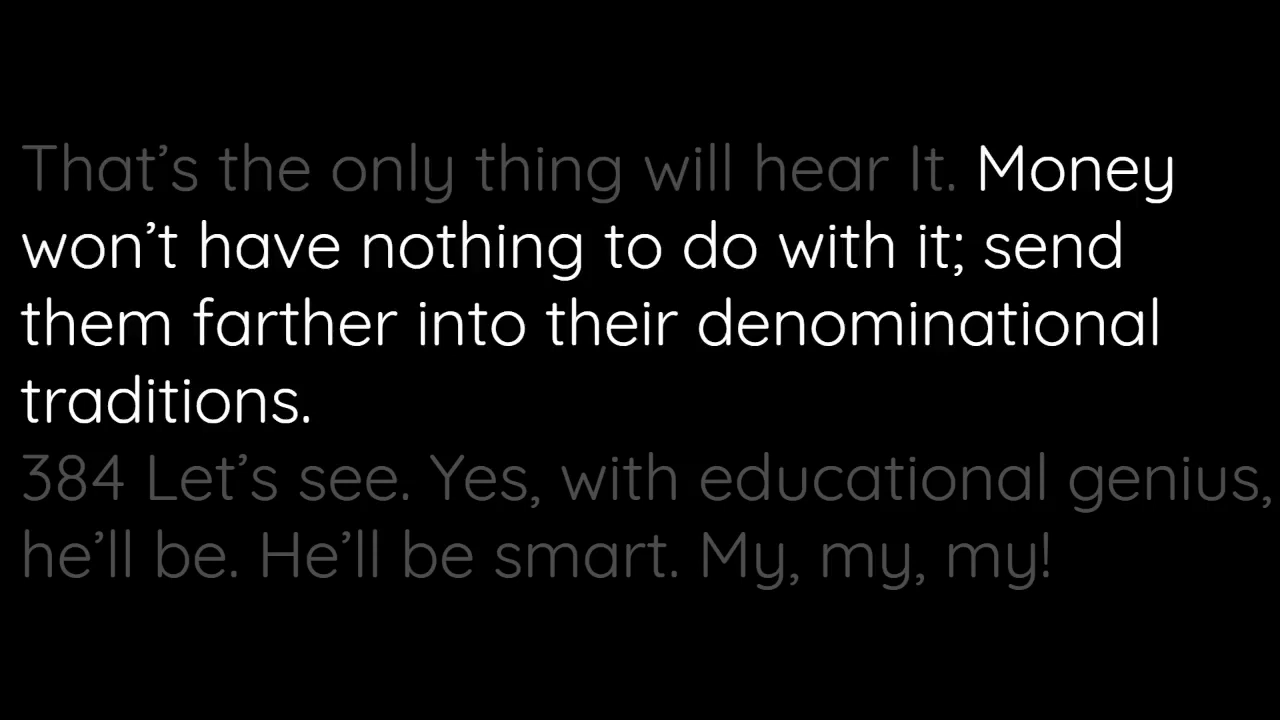 That’s the only thing will hear It. Money
won’t have nothing to do with it; send
them farther into their denominational
traditions.
384 Let’s see. Yes, with educational genius,
he’ll be. He’ll be smart. My, my, my!